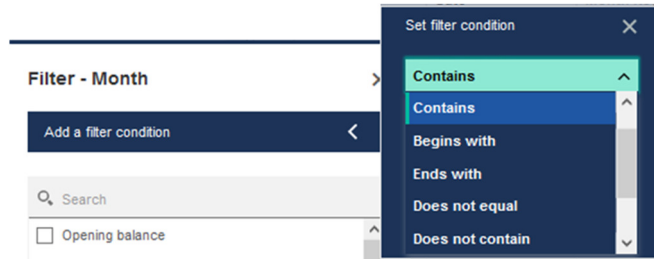 Set filter condition
Filter - Month
Contains
Add a filter condition
Contains
Begins with
Ends with
Search
Does not equal
Opening balance
Does not contain